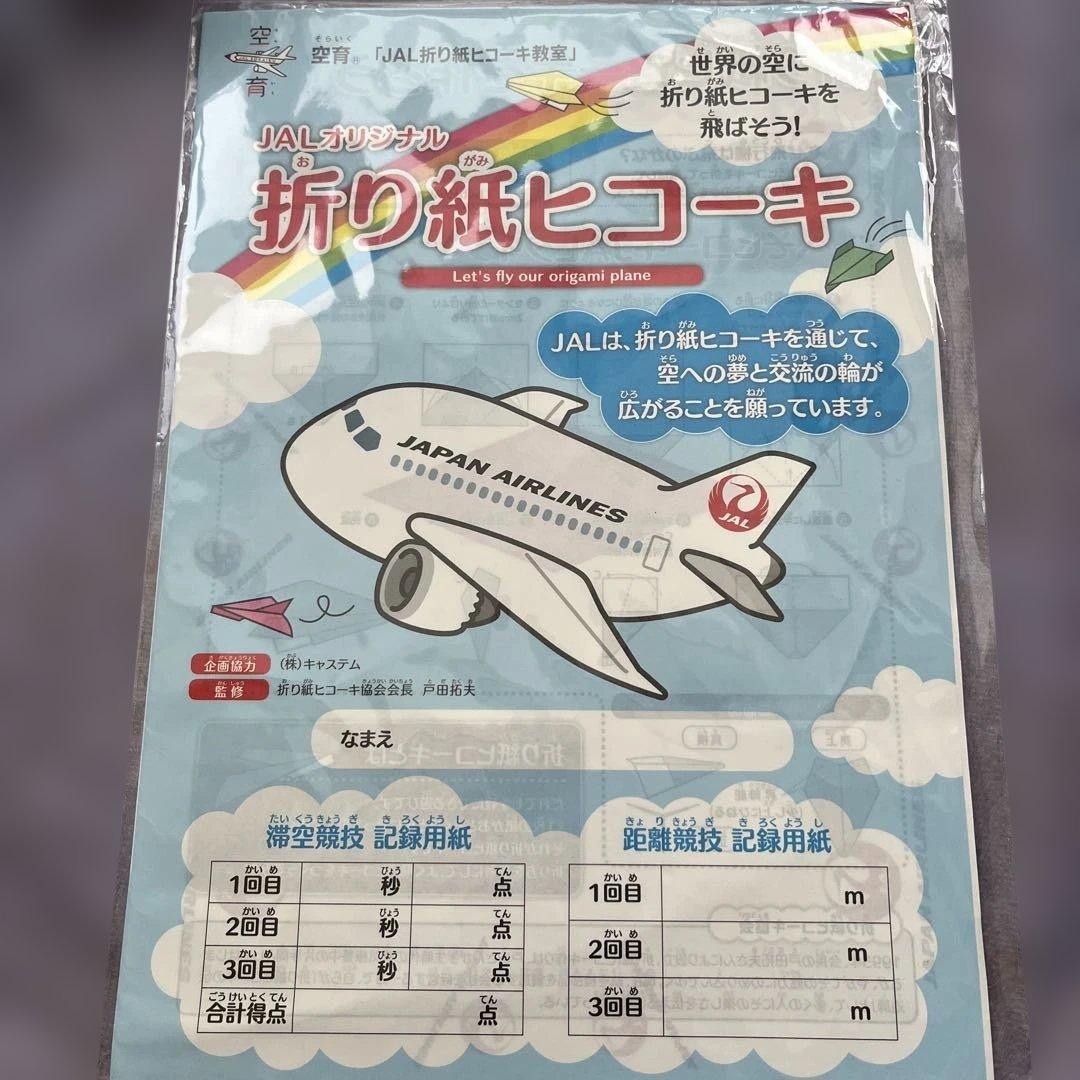 空育® 「JAL折り紙ヒコーキ教室」
世界の空に
折り紙ヒコーキを
飛ばそう!
JALオリジナル
折り紙ヒコーキ
Let's fly our origami plane
JALは、折り紙ヒコーキを通じて、
空への夢と交流の輪が
広がることを願っています。
JAPAN AIRLINES
JAL
企画協力 (株)キャステム
監修 折り紙ヒコーキ協会会長 戸田拓夫
なまえ
滞空競技 記録用紙
1回目 秒 点
2回目 秒 点
3回目 秒 点
合計得点 点
距離競技 記録用紙
1回目 m
2回目 m
3回目 m